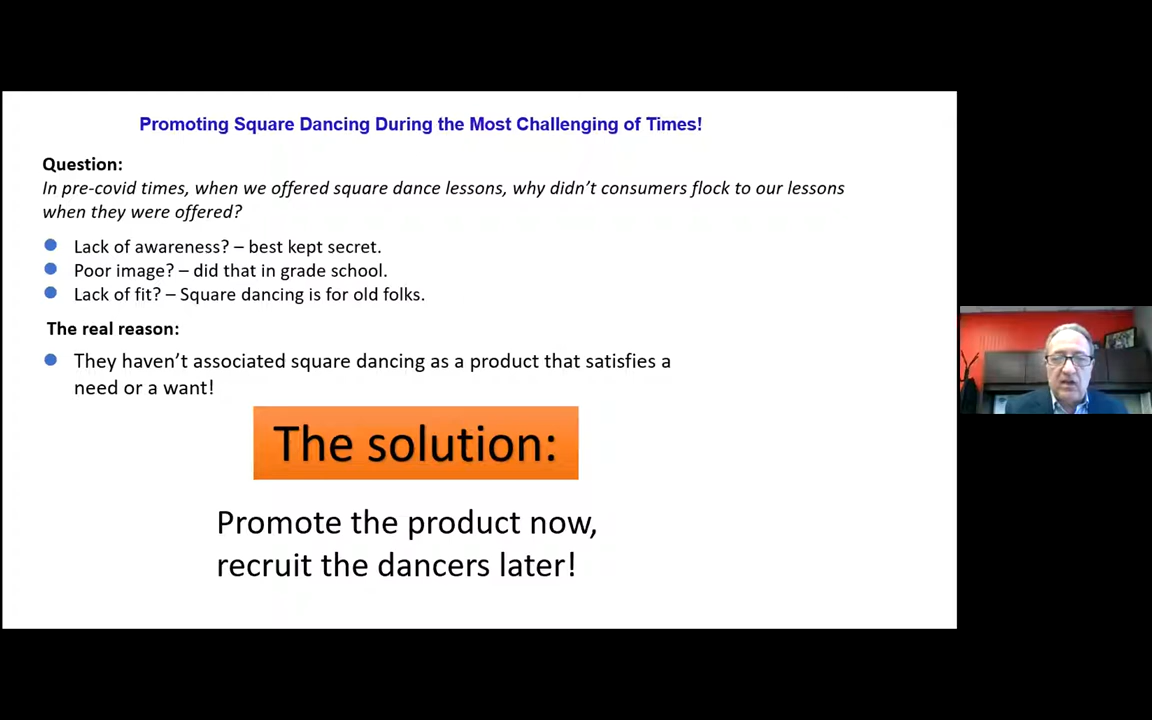 Promoting Square Dancing During the Most Challenging of Times!
Question:
In pre-covid times, when we offered square dance lessons, why didn’t consumers flock to our lessons
when they were offered?
Lack of awareness? – best kept secret.
Poor image? – did that in grade school.
Lack of fit? – Square dancing is for old folks.
The real reason:
They haven’t associated square dancing as a product that satisfies a
need or a want!
The solution:
Promote the product now,
recruit the dancers later!